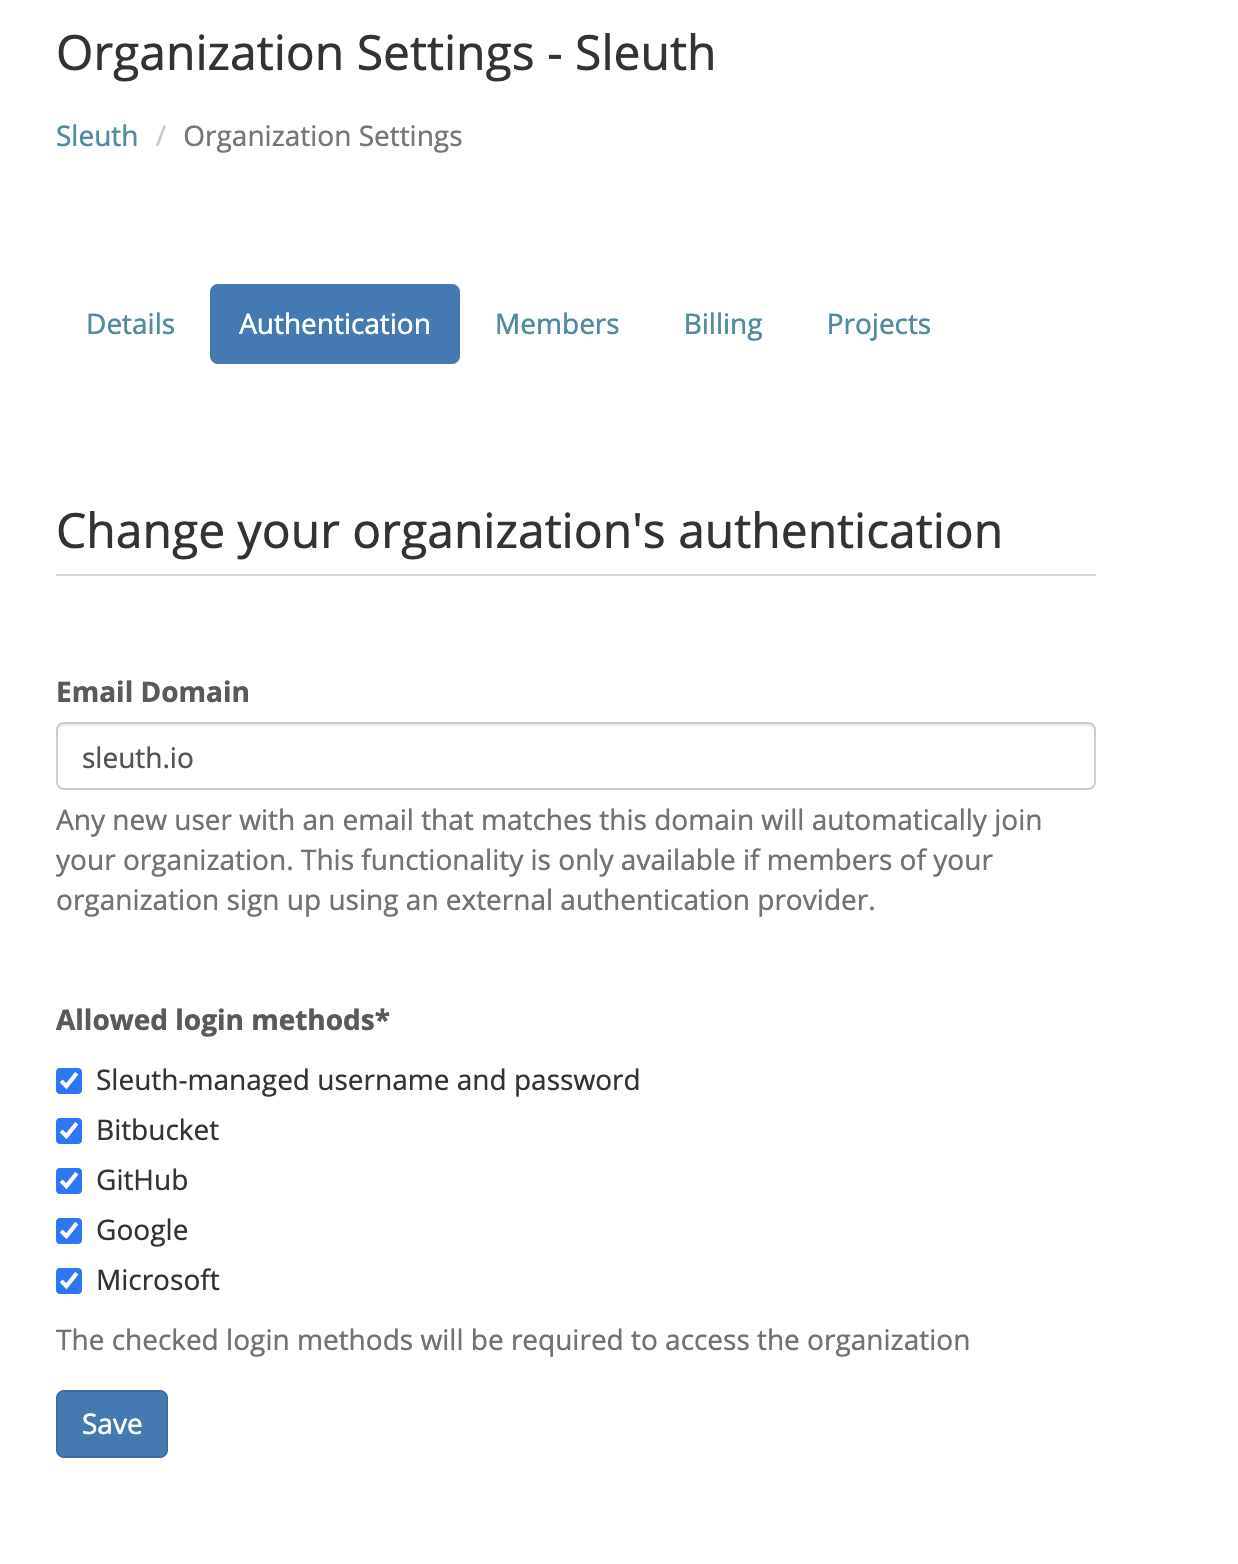 Organization Settings - Sleuth
Sleuth / Organization Settings
Details Authentication Members Billing Projects
Change your organization's authentication
Email Domain
sleuth.io
Any new user with an email that matches this domain will automatically join
your organization. This functionality is only available if members of your
organization sign up using an external authentication provider.
Allowed login methods*
Sleuth-managed username and password
Bitbucket
GitHub
Google
Microsoft
The checked login methods will be required to access the organization
Save